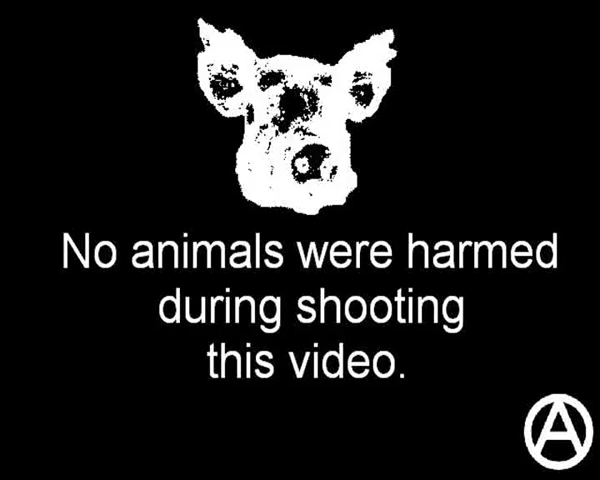 No animals were harmed
during shooting
this video.
A